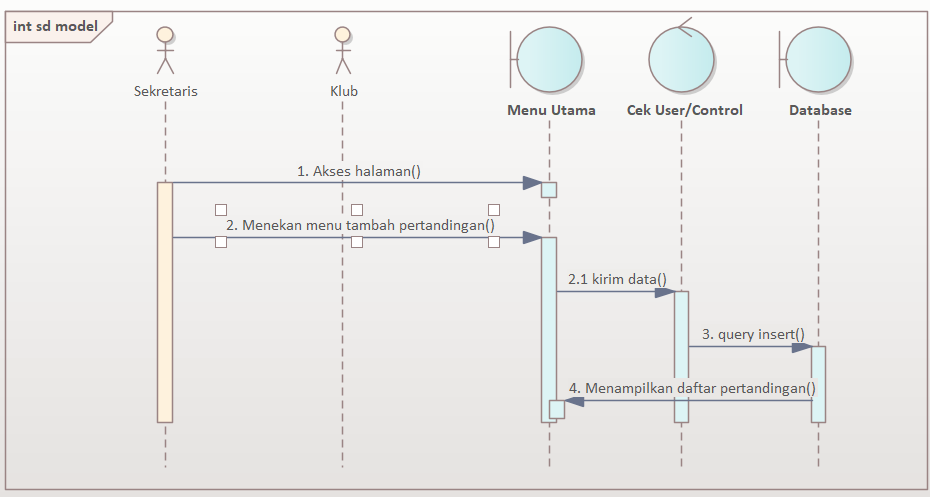 int sd model
Sekretaris
Klub
Menu Utama
Cek User/Control
Database
1. Akses halaman()
2. Menekan menu tambah pertandingan()
2.1 kirim data()
3. query insert()
4. Menampilkan daftar pertandingan()